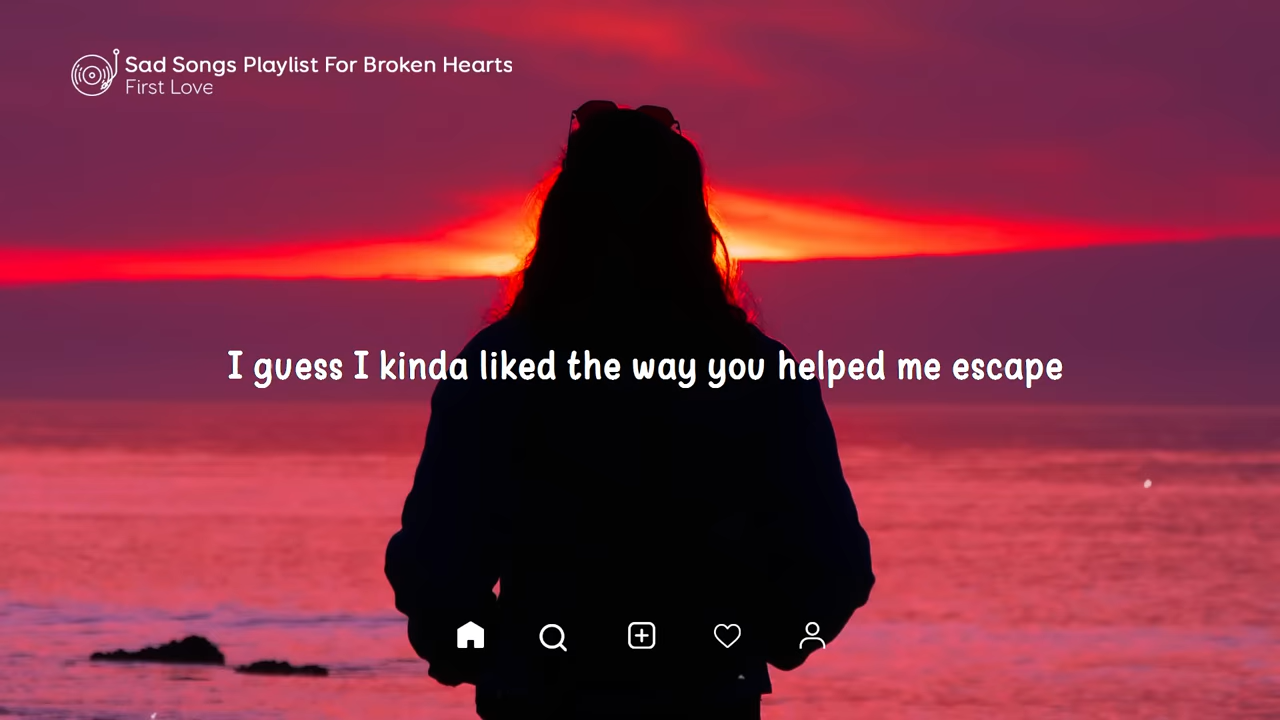 Sad Songs Playlist For Broken Hearts
First Love
I guess I kinda liked the way you helped me escape